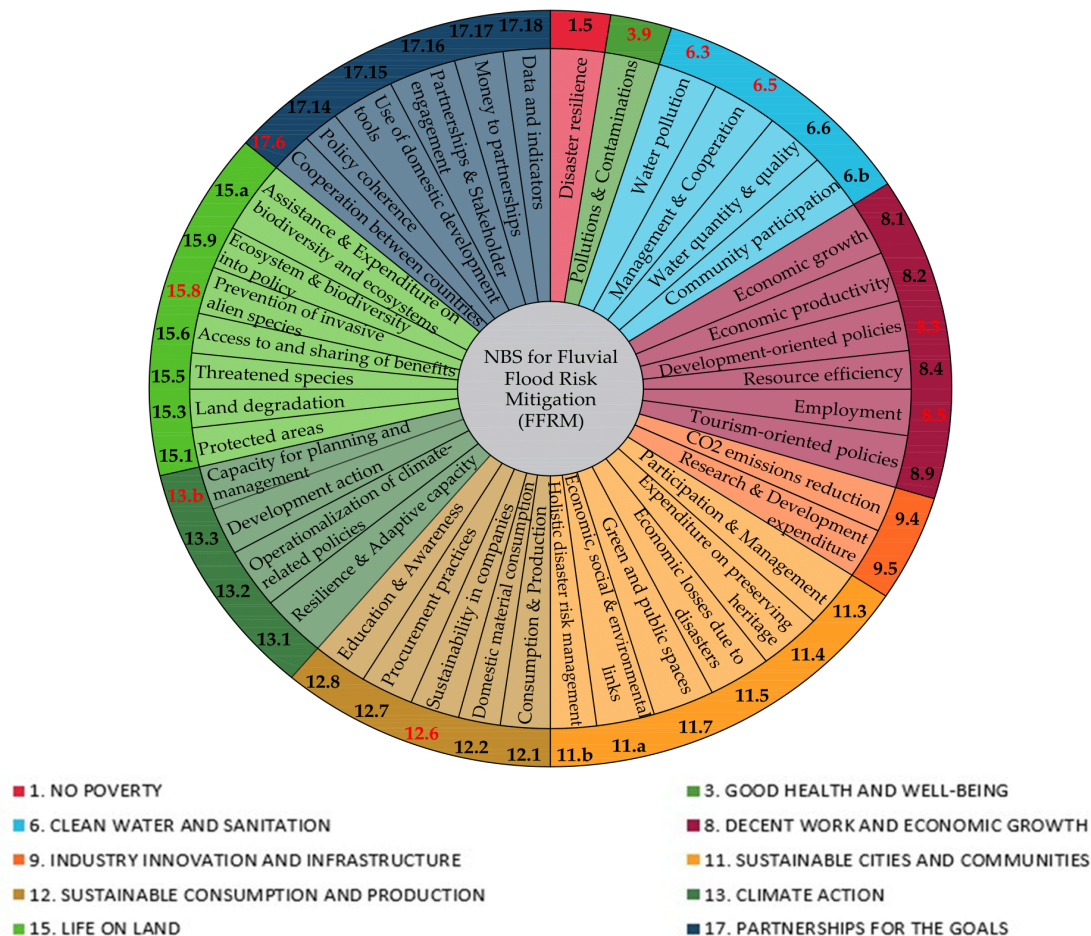 1.5
3.9
6.3
6.5
6.6
6.b
8.1
8.2
8.3
8.4
8.5
8.9
9.4
9.5
11.3
11.4
11.5
11.7
11.a
11.b
12.1
12.2
12.6
12.7
12.8
13.1
13.2
13.3
13.b
15.1
15.3
15.5
15.6
15.8
15.9
15.a
17.6
17.14
17.15
17.16
17.17
17.18
Disaster resilience
Pollutions & Contaminations
Water pollution
Management & Cooperation
Water quantity & quality
Community participation
Economic growth
Economic productivity
Development-oriented policies
Resource efficiency
Employment
Tourism-oriented policies
CO2 emissions reduction
Research & Development
expenditure
Participation & Management
Expenditure on preserving
heritage
Economic losses due to
disasters
Green and public spaces
Economic, social & environmental
links
Holistic disaster risk management
Consumption & Production
Domestic material consumption
Sustainability in companies
Procurement practices
Education & Awareness
Resilience & Adaptive capacity
Operationalization of climate-
related policies
Development action
Capacity for planning and
management
Protected areas
Land degradation
Threatened species
Access to and sharing of benefits
Prevention of invasive
alien species
Ecosystem & biodiversity
into policy
Assistance & Expenditure on
biodiversity and ecosystems
Cooperation between countries
Policy coherence
Use of domestic development
tools
Partnerships & Stakeholder
engagement
Money to partnerships
Data and indicators
NBS for Fluvial
Flood Risk
Mitigation
(FFRM)
1. NO POVERTY
3. GOOD HEALTH AND WELL-BEING
6. CLEAN WATER AND SANITATION
8. DECENT WORK AND ECONOMIC GROWTH
9. INDUSTRY INNOVATION AND INFRASTRUCTURE
11. SUSTAINABLE CITIES AND COMMUNITIES
12. SUSTAINABLE CONSUMPTION AND PRODUCTION
13. CLIMATE ACTION
15. LIFE ON LAND
17. PARTNERSHIPS FOR THE GOALS